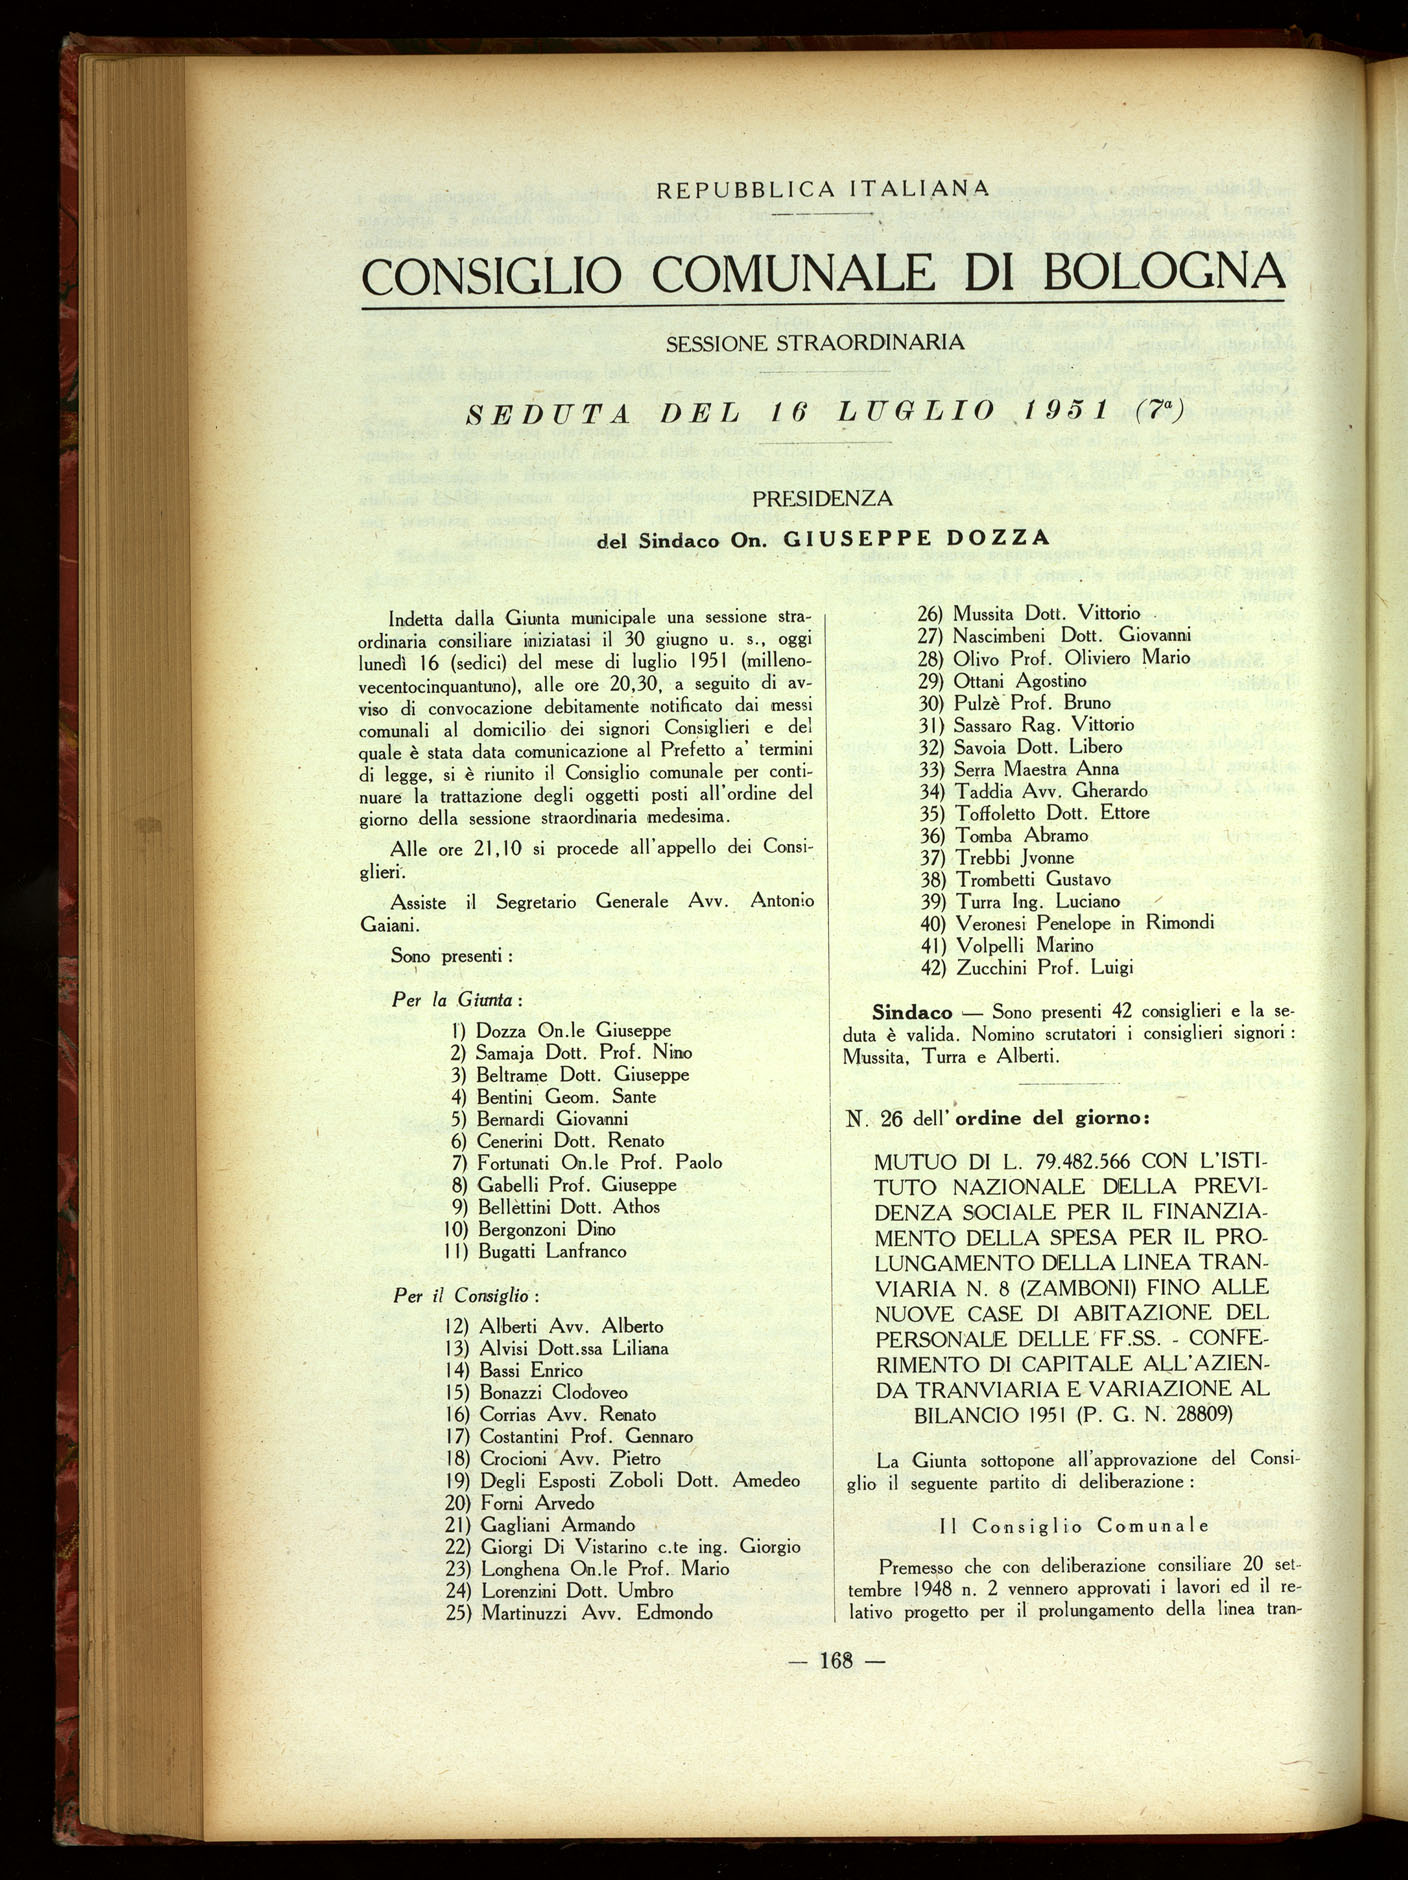 REPUBBLICA ITALIANA
CONSIGLIO COMUNALE DI BOLOGNA
SESSIONE STRAORDINARIA
SEDUTA DEL 16 LUGLIO 1951 (7ª)
PRESIDENZA
del Sindaco On. GIUSEPPE DOZZA
Indetta dalla Giunta municipale una sessione stra-
ordinaria consiliare iniziatasi il 30 giugno u. s., oggi
lunedì 16 (sedici) del mese di luglio 1951 (milleno-
vecentocinquantuno), alle ore 20,30, a seguito di av-
viso di convocazione debitamente notificato dai messi
comunali al domicilio dei signori Consiglieri e del
quale è stata data comunicazione al Prefetto a' termini
di legge, si è riunito il Consiglio comunale per conti-
nuare la trattazione degli oggetti posti all'ordine del
giorno della sessione straordinaria medesima.
Alle ore 21,10 si procede all'appello dei Consi-
glieri.
Assiste il Segretario Generale Avv. Antonio
Gaiani.
Sono presenti :
Per la Giunta :
1) Dozza On.le Giuseppe
2) Samaja Dott. Prof. Nino
3) Beltrame Dott. Giuseppe
4) Bentini Geom. Sante
5) Bernardi Giovanni
6) Cenerini Dott. Renato
7) Fortunati On.le Prof. Paolo
8) Gabelli Prof. Giuseppe
9) Bellettini Dott. Athos
10) Bergonzoni Dino
11) Bugatti Lanfranco
Per il Consiglio :
12) Alberti Avv. Alberto
13) Alvisi Dott.ssa Liliana
14) Bassi Enrico
15) Bonazzi Clodoveo
16) Corrias Avv. Renato
17) Costantini Prof. Gennaro
18) Crocioni Avv. Pietro
19) Degli Esposti Zoboli Dott. Amedeo
20) Forni Arvedo
21) Gagliani Armando
22) Giorgi Di Vistarino c.te ing. Giorgio
23) Longhena On.le Prof. Mario
24) Lorenzini Dott. Umbro
25) Martinuzzi Avv. Edmondo
26) Mussita Dott. Vittorio
27) Nascimbeni Dott. Giovanni
28) Olivo Prof. Oliviero Mario
29) Ottani Agostino
30) Pulzè Prof. Bruno
31) Sassaro Rag. Vittorio
32) Savoia Dott. Libero
33) Serra Maestra Anna
34) Taddia Avv. Gherardo
35) Toffoletto Dott. Ettore
36) Tomba Abramo
37) Trebbi Jvonne
38) Trombetti Gustavo
39) Turra Ing. Luciano
40) Veronesi Penelope in Rimondi
41) Volpelli Marino
42) Zucchini Prof. Luigi
Sindaco — Sono presenti 42 consiglieri e la se-
duta è valida. Nomino scrutatori i consiglieri signori :
Mussita, Turra e Alberti.
N. 26 dell' ordine del giorno:
MUTUO DI L. 79.482.566 CON L'ISTI-
TUTO NAZIONALE DELLA PREVI-
DENZA SOCIALE PER IL FINANZIA-
MENTO DELLA SPESA PER IL PRO-
LUNGAMENTO DELLA LINEA TRAN-
VIARIA N. 8 (ZAMBONI) FINO ALLE
NUOVE CASE DI ABITAZIONE DEL
PERSONALE DELLE FF.SS. - CONFE-
RIMENTO DI CAPITALE ALL'AZIEN-
DA TRANVIARIA E VARIAZIONE AL
BILANCIO 1951 (P. G. N. 28809)
La Giunta sottopone all'approvazione del Consi-
glio il seguente partito di deliberazione :
Il Consiglio Comunale
Premesso che con deliberazione consiliare 20 set-
tembre 1948 n. 2 vennero approvati i lavori ed il re-
lativo progetto per il prolungamento della linea tran-
— 168 —